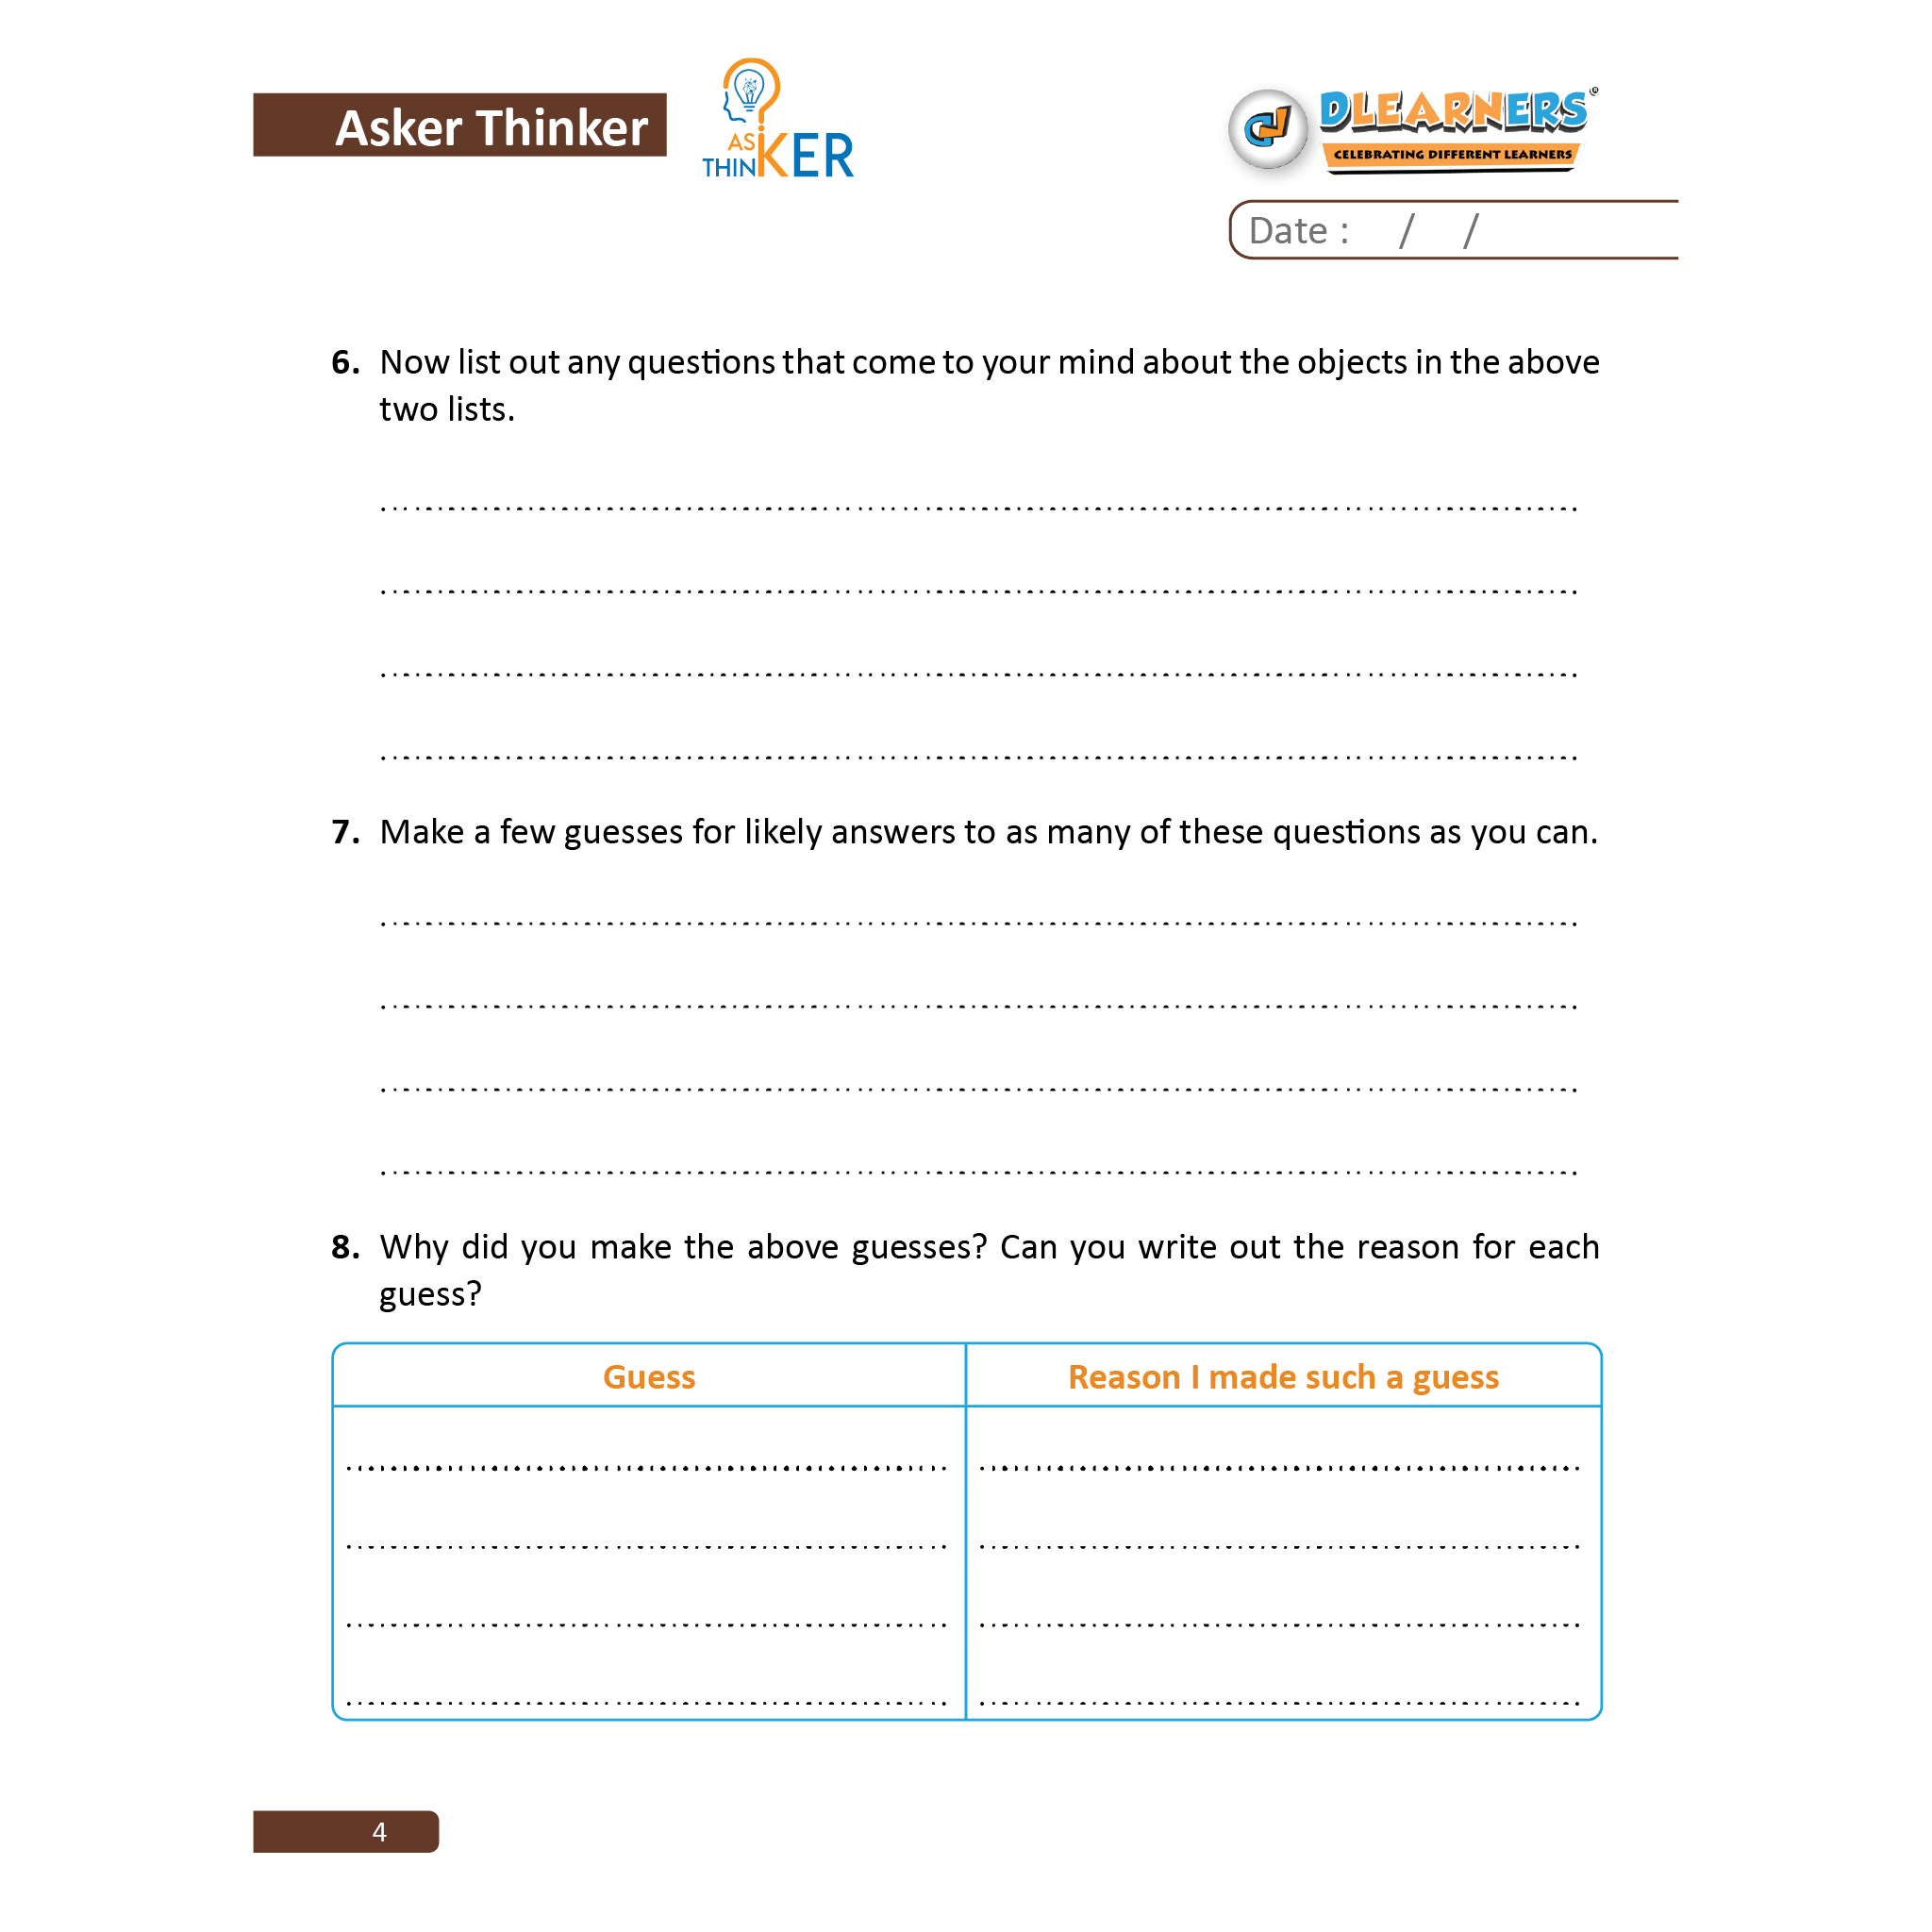 Asker Thinker
AS
THINKER
DLEARNERS®
CELEBRATING DIFFERENT LEARNERS
Date : / /
6. Now list out any questions that come to your mind about the objects in the above
two lists.
7. Make a few guesses for likely answers to as many of these questions as you can.
8. Why did you make the above guesses? Can you write out the reason for each
guess?
Guess
Reason I made such a guess
4